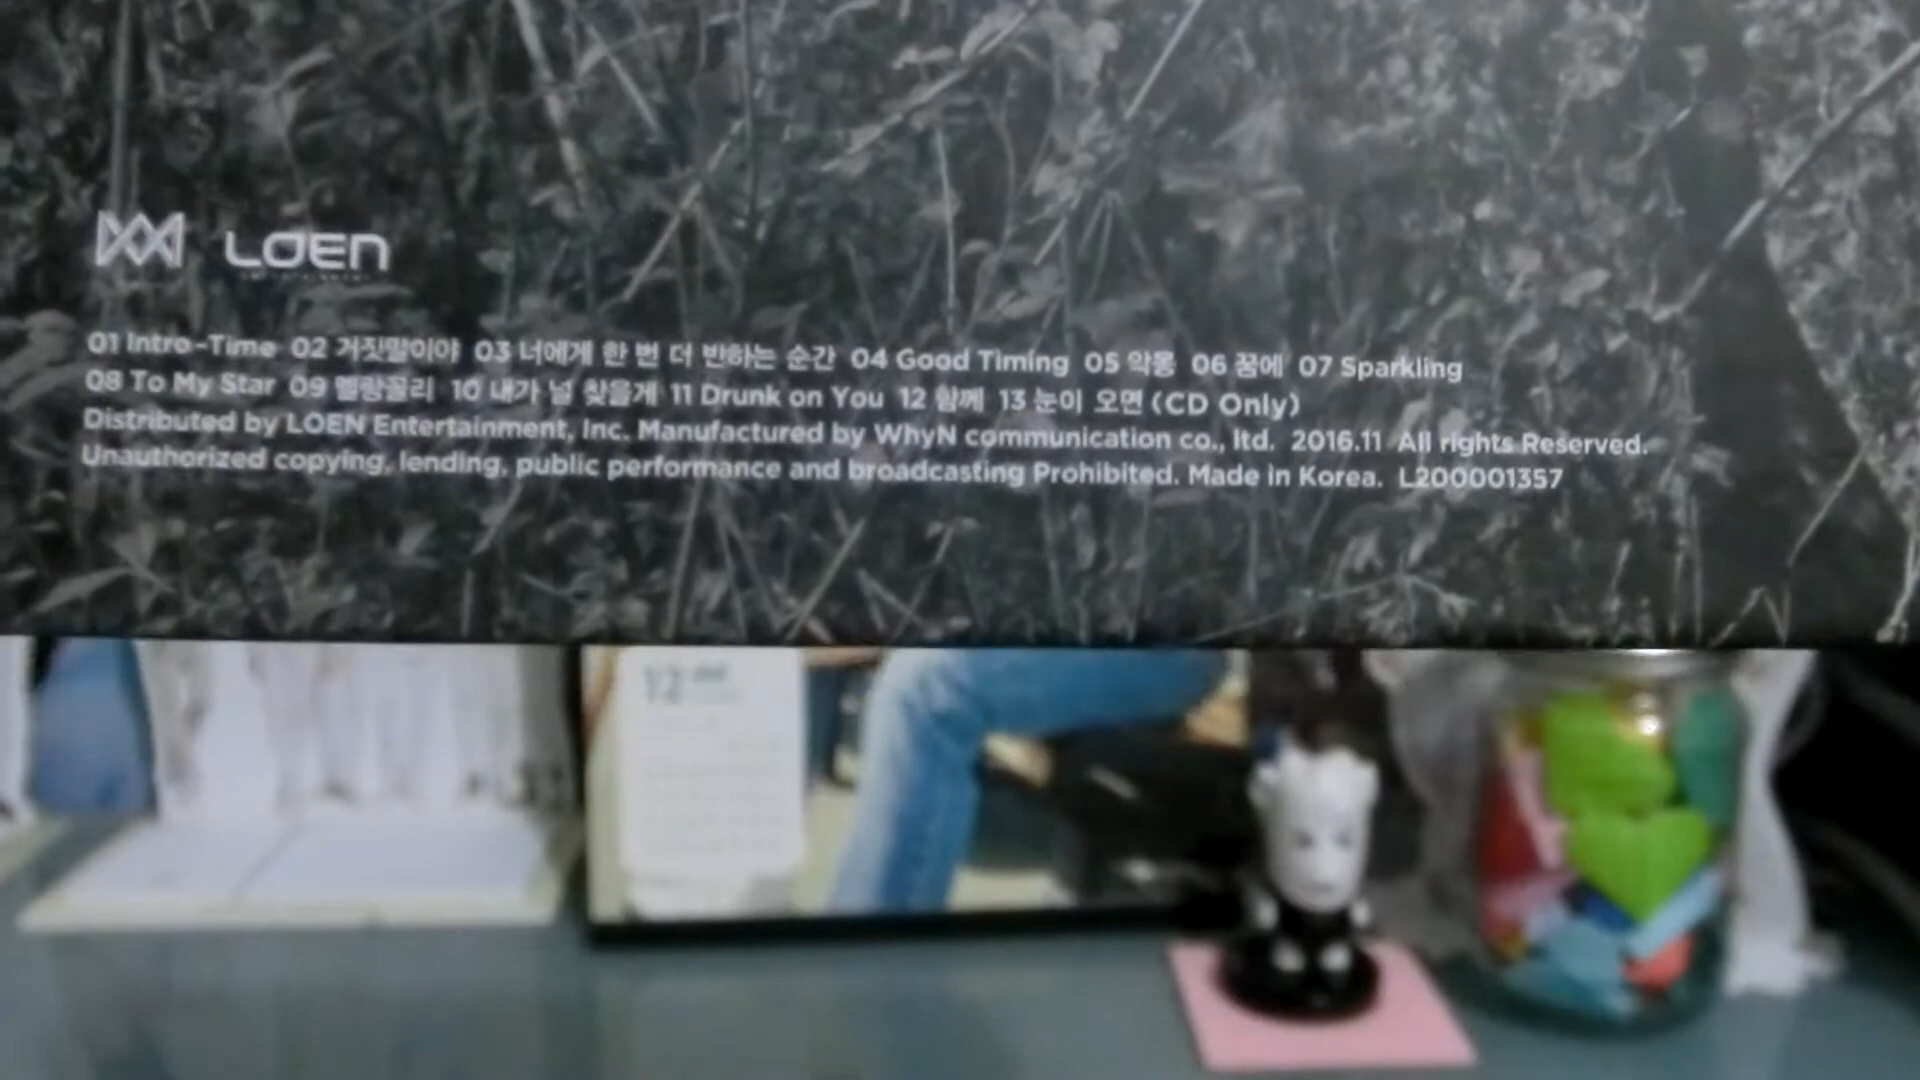 LOEN
01 Intro-Time 02 거짓말이야 03 너에게 한 번 더 반하는 순간 04 Good Timing 05 악몽 06 꿈에 07 Sparkling
08 To My Star 09 멜랑꼴리 10 내가 널 찾을게 11 Drunk on You 12 함께 13 눈이 오면 (CD Only)
Distributed by LOEN Entertainment, Inc. Manufactured by WhyN communication co., ltd. 2016.11 All rights Reserved.
Unauthorized copying, lending, public performance and broadcasting Prohibited. Made in Korea. L200001357
12